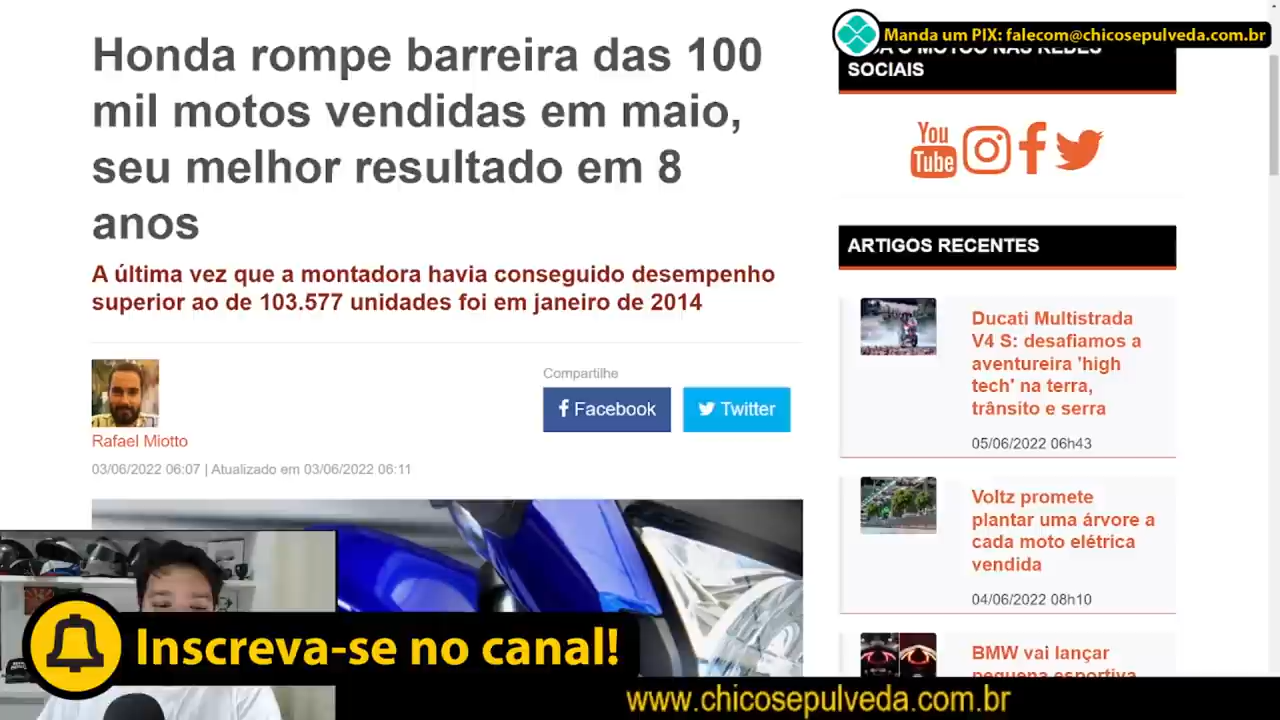 Honda rompe barreira das 100
mil motos vendidas em maio,
seu melhor resultado em 8
anos
A última vez que a montadora havia conseguido desempenho
superior ao de 103.577 unidades foi em janeiro de 2014
Rafael Miotto
03/06/2022 06:07 | Atualizado em 03/06/2022 06:11
Compartilhe
Facebook
Twitter
Manda um PIX: falecom@chicosepulveda.com.br
O MOTOO NAS REDES
SOCIAIS
You
Tube
ARTIGOS RECENTES
Ducati Multistrada
V4 S: desafiamos a
aventureira 'high
tech' na terra,
trânsito e serra
05/06/2022 06h43
Voltz promete
plantar uma árvore a
cada moto elétrica
vendida
04/06/2022 08h10
BMW vai lançar
pequena esportiva
Inscreva-se no canal!
www.chicosepulveda.com.br